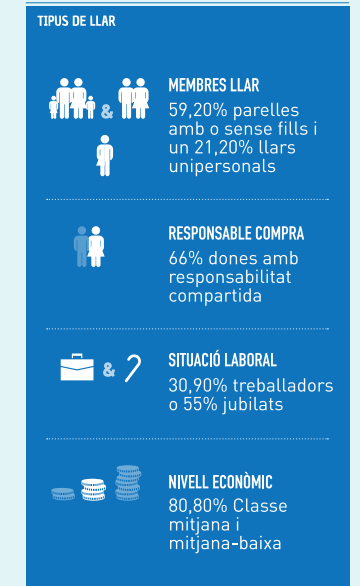 TIPUS DE LLAR
&
MEMBRES LLAR
59,20% parelles
amb o sense fills i
un 21,20% llars
unipersonals
RESPONSABLE COMPRA
66% dones amb
responsabilitat
compartida
&
SITUACIÓ LABORAL
30,90% treballadors
o 55% jubilats
NIVELL ECONÒMIC
80,80% Classe
mitjana i
mitjana-baixa